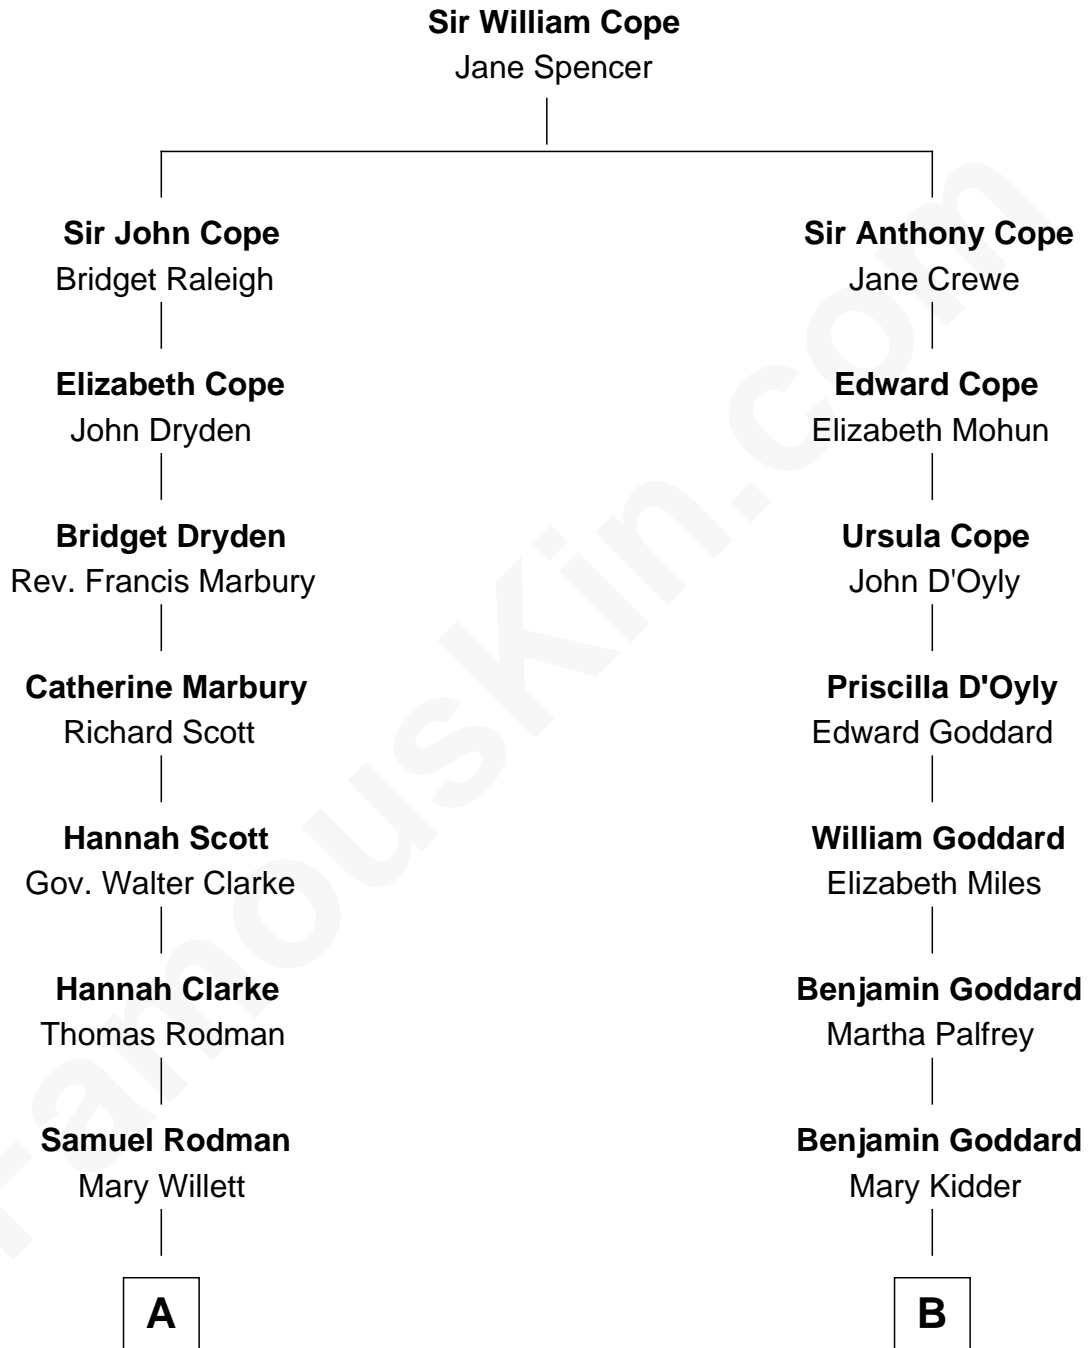 Sir William Cope
Jane Spencer
Sir John Cope
Bridget Raleigh
Sir Anthony Cope
Jane Crewe
Elizabeth Cope
John Dryden
Edward Cope
Elizabeth Mohun
Bridget Dryden
Rev. Francis Marbury
Ursula Cope
John D'Oyly
Catherine Marbury
Richard Scott
Priscilla D'Oyly
Edward Goddard
Hannah Scott
Gov. Walter Clarke
William Goddard
Elizabeth Miles
Hannah Clarke
Thomas Rodman
Benjamin Goddard
Martha Palfrey
Samuel Rodman
Mary Willett
Benjamin Goddard
Mary Kidder
A
B
FamousKin.com